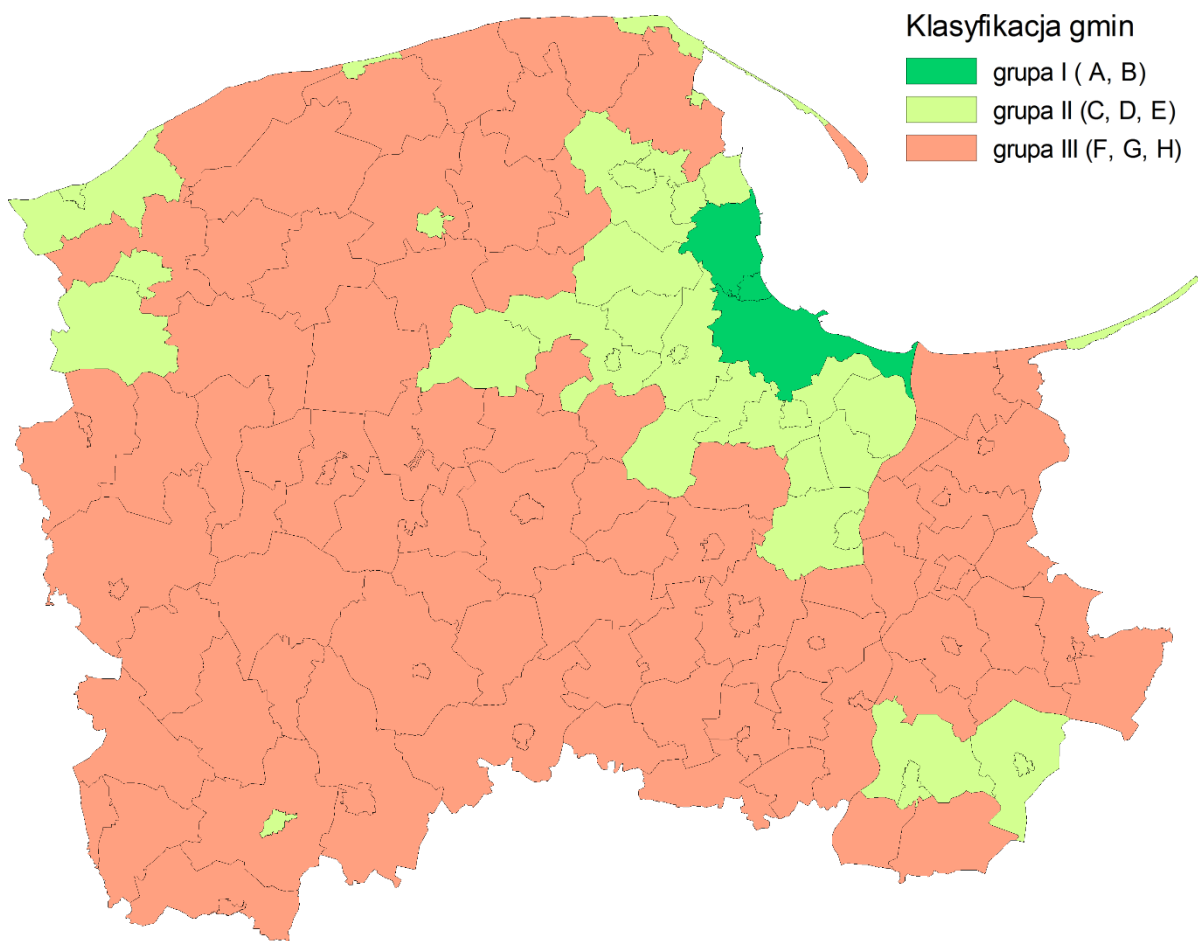 Klasyfikacja gmin
grupa I ( A, B)
grupa II (C, D, E)
grupa III (F, G, H)